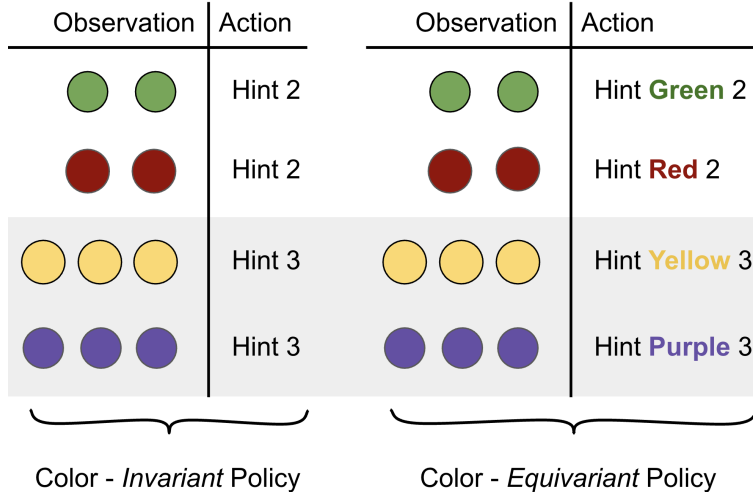 Observation Action
Hint 2
Hint 2
Hint 3
Hint 3
Color - Invariant Policy
Observation Action
Hint Green 2
Hint Red 2
Hint Yellow 3
Hint Purple 3
Color - Equivariant Policy